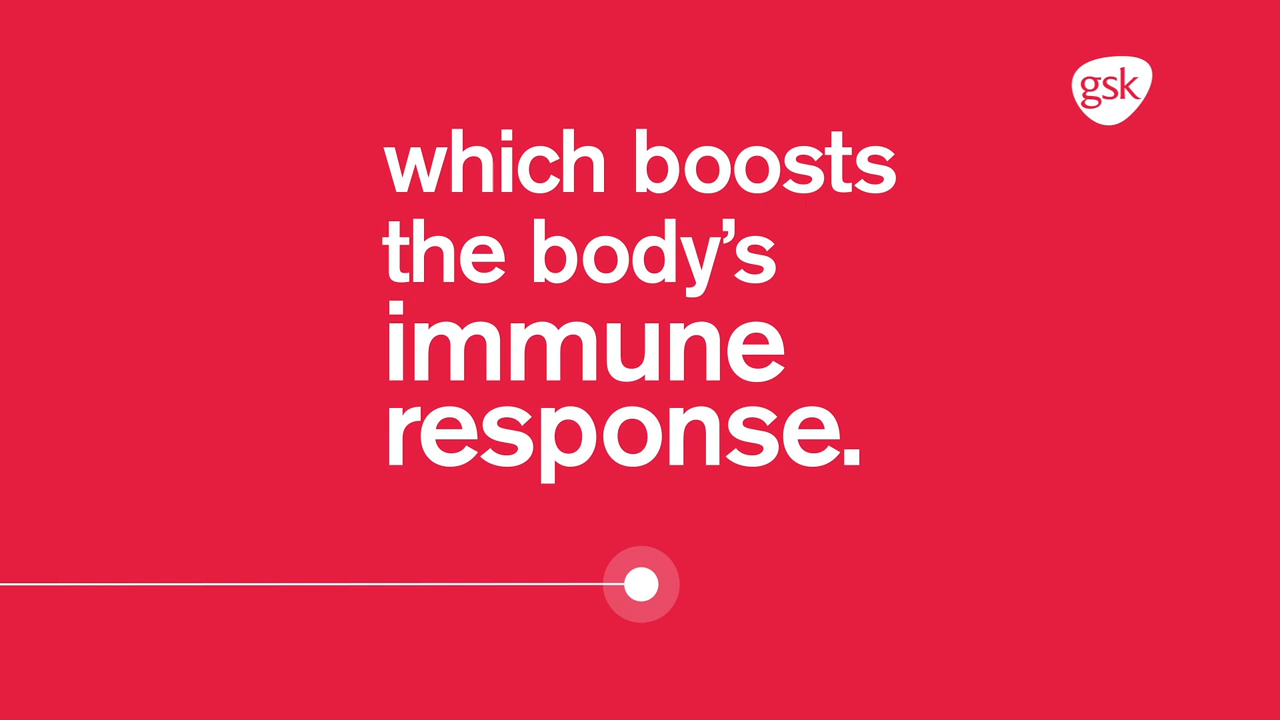 gsk
which boosts
the body’s
immune
response.